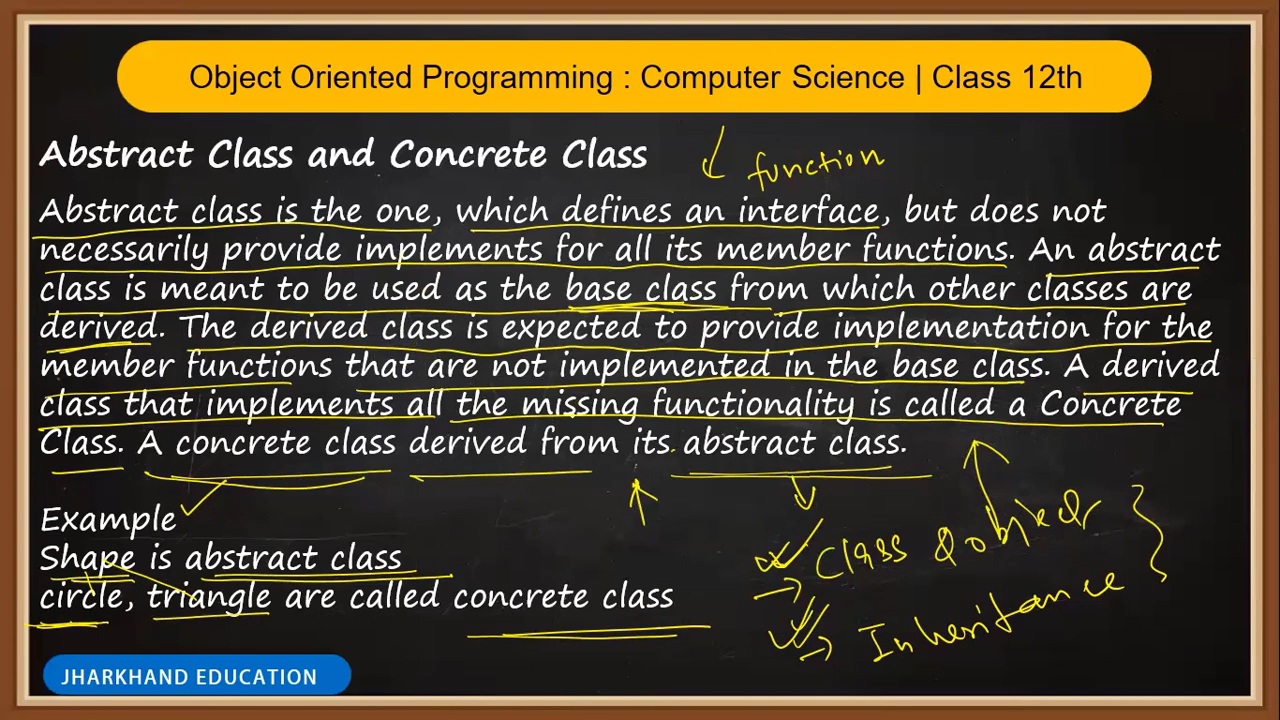 Object Oriented Programming : Computer Science | Class 12th
Abstract Class and Concrete Class
function
Abstract class is the one, which defines an interface, but does not
necessarily provide implements for all its member functions. An abstract
class is meant to be used as the base class from which other classes are
derived. The derived class is expected to provide implementation for the
member functions that are not implemented in the base class. A derived
class that implements all the missing functionality is called a Concrete
Class. A concrete class derived from its abstract class.
Example
Shape is abstract class
circle, triangle are called concrete class
Class & object
Inheritance
JHARKHAND EDUCATION